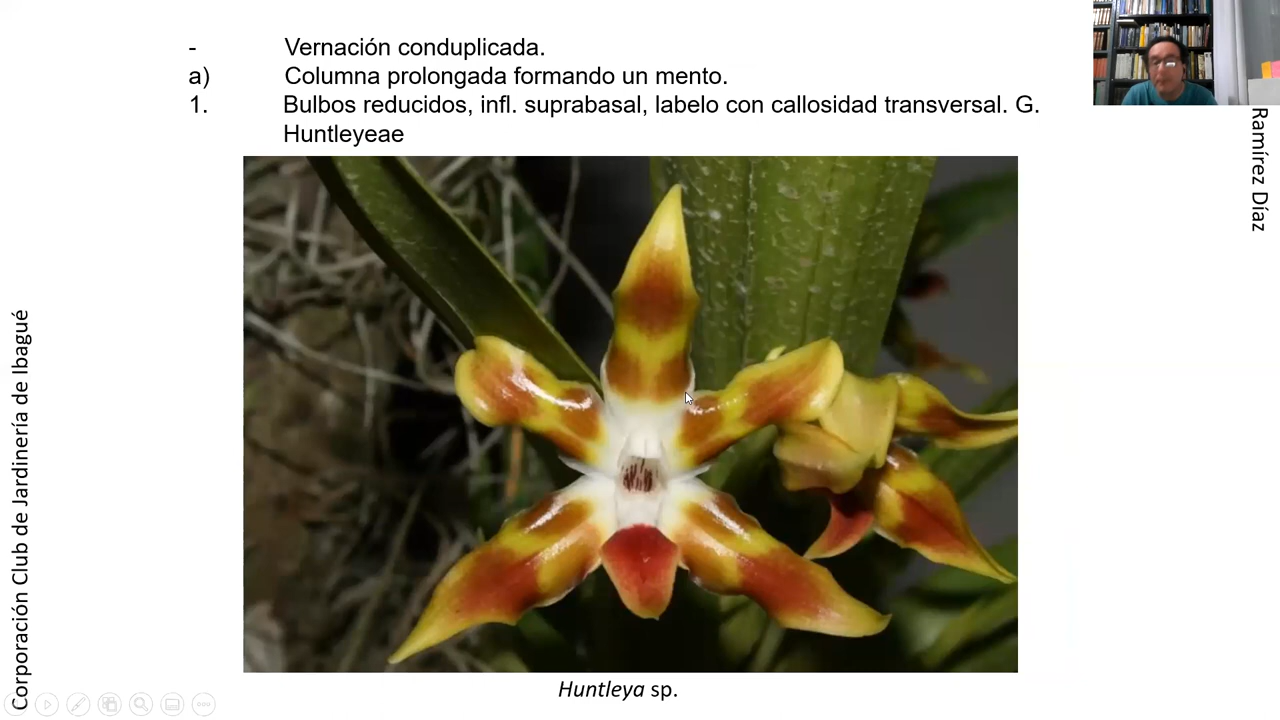 - Vernación conduplicada.
a) Columna prolongada formando un mento.
1. Bulbos reducidos, infl. suprabasal, labelo con callosidad transversal. G.
Huntleyeae
Ramírez Díaz
Corporación Club de Jardinería de Ibagué
Huntleya sp.